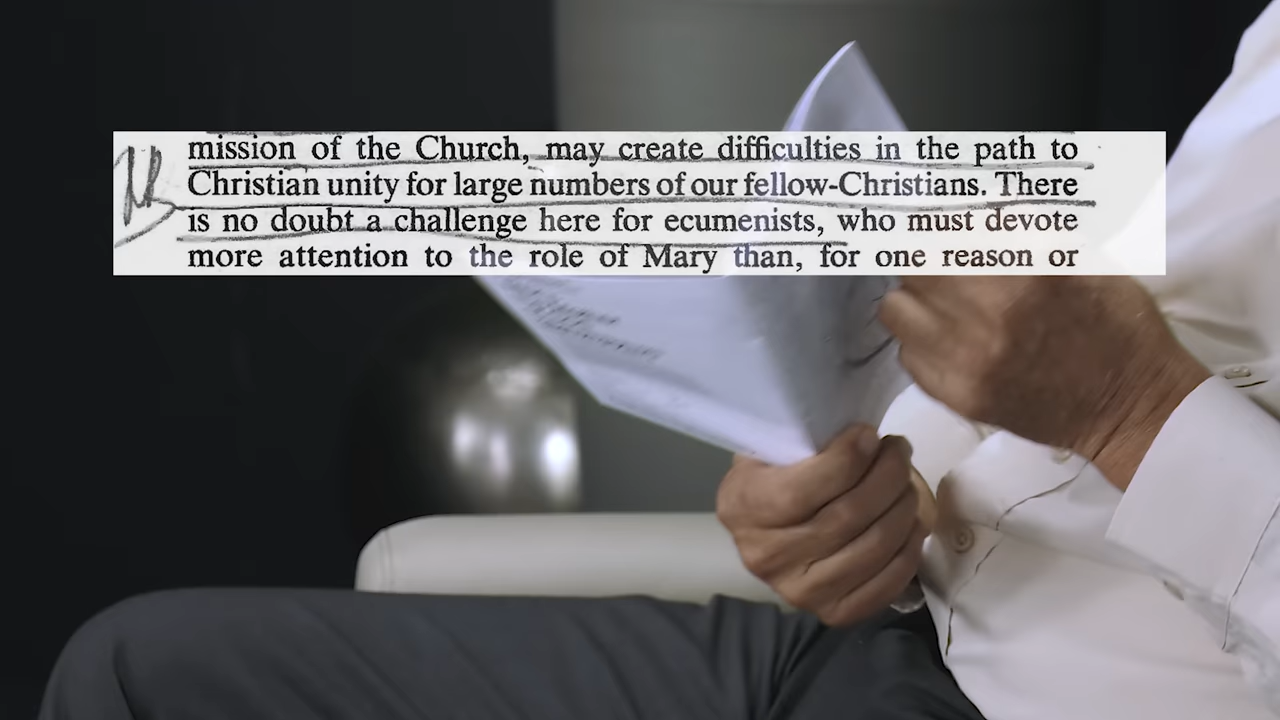 mission of the Church, may create difficulties in the path to
Christian unity for large numbers of our fellow-Christians. There
is no doubt a challenge here for ecumenists, who must devote
more attention to the role of Mary than, for one reason or